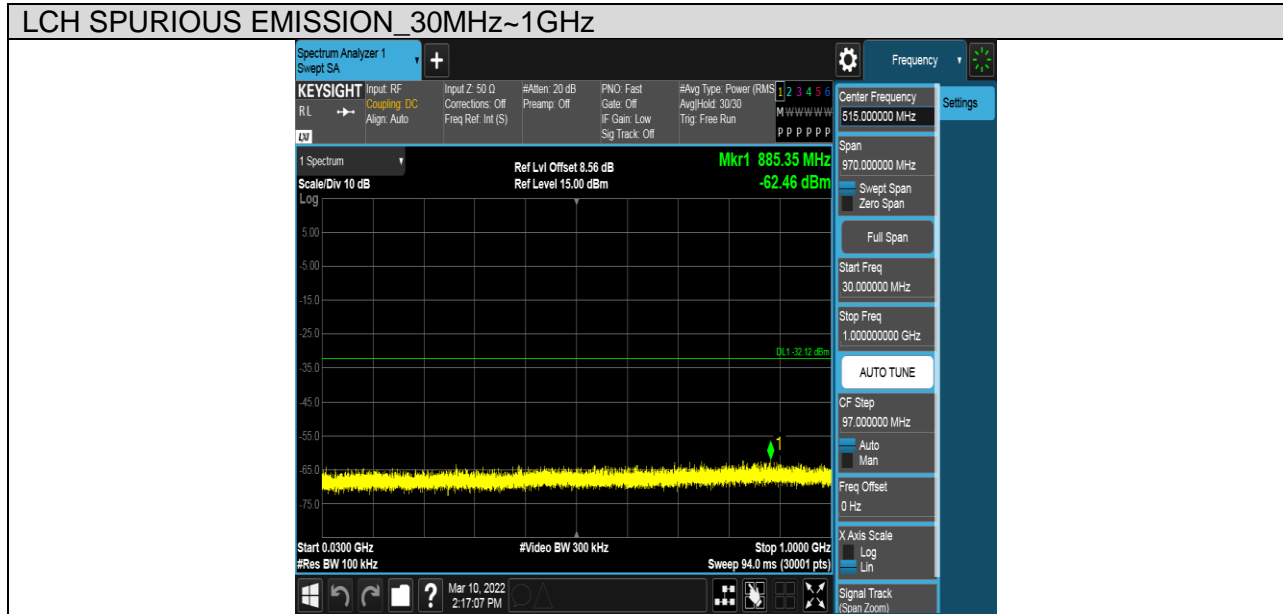 LCH SPURIOUS EMISSION_30MHz~1GHz
Spectrum Analyzer 1
Swept SA
+
Frequency
KEYSIGHT
RL
LXI
Input: RF
Coupling: DC
Align: Auto
Input Z: 50 Ω
Corrections: Off
Freq Ref: Int (S)
#Atten: 20 dB
Preamp: Off
PNO: Fast
Gate: Off
IF Gain: Low
Sig Track: Off
#Avg Type: Power (RMS
Avg|Hold: 30/30
Trig: Free Run
1 2 3 4 5 6
M W W W W W
P P P P P P
1 Spectrum
Scale/Div 10 dB
Log
Ref Lvl Offset 8.56 dB
Ref Level 15.00 dBm
Mkr1 885.35 MHz
-62.46 dBm
5.00
-5.00
-15.0
-25.0
DL1 -32.12 dBm
-35.0
-45.0
-55.0
1
-65.0
-75.0
Start 0.0300 GHz
#Res BW 100 kHz
#Video BW 300 kHz
Stop 1.0000 GHz
Sweep 94.0 ms (30001 pts)
?
Mar 10, 2022
2:17:07 PM
Center Frequency
515.000000 MHz
Settings
Span
970.000000 MHz
Swept Span
Zero Span
Full Span
Start Freq
30.000000 MHz
Stop Freq
1.000000000 GHz
AUTO TUNE
CF Step
97.000000 MHz
Auto
Man
Freq Offset
0 Hz
X Axis Scale
Log
Lin
Signal Track
(Span Zoom)